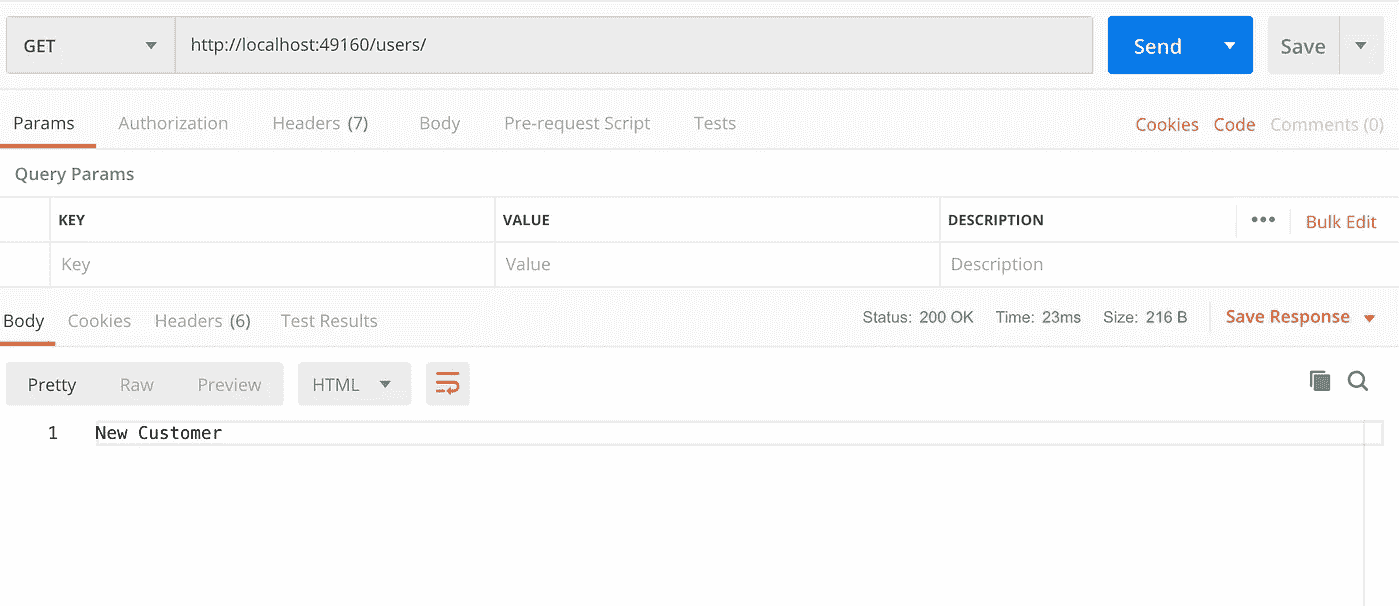 GET http://localhost:49160/users/ Send Save
Params Authorization Headers (7) Body Pre-request Script Tests Cookies Code Comments (0)
Query Params
KEY VALUE DESCRIPTION ••• Bulk Edit
Key Value Description
Body Cookies Headers (6) Test Results Status: 200 OK Time: 23ms Size: 216 B Save Response
Pretty Raw Preview HTML
1 New Customer